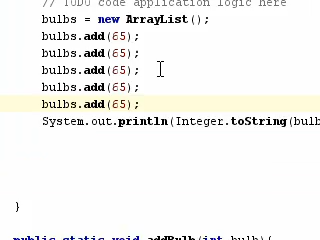 // TODO code application logic here
bulbs = new ArrayList();
bulbs.add(65);
bulbs.add(65);
bulbs.add(65);
bulbs.add(65);
bulbs.add(65);
System.out.println(Integer.toString(bulb
}
public static void addBulb(int bulb){